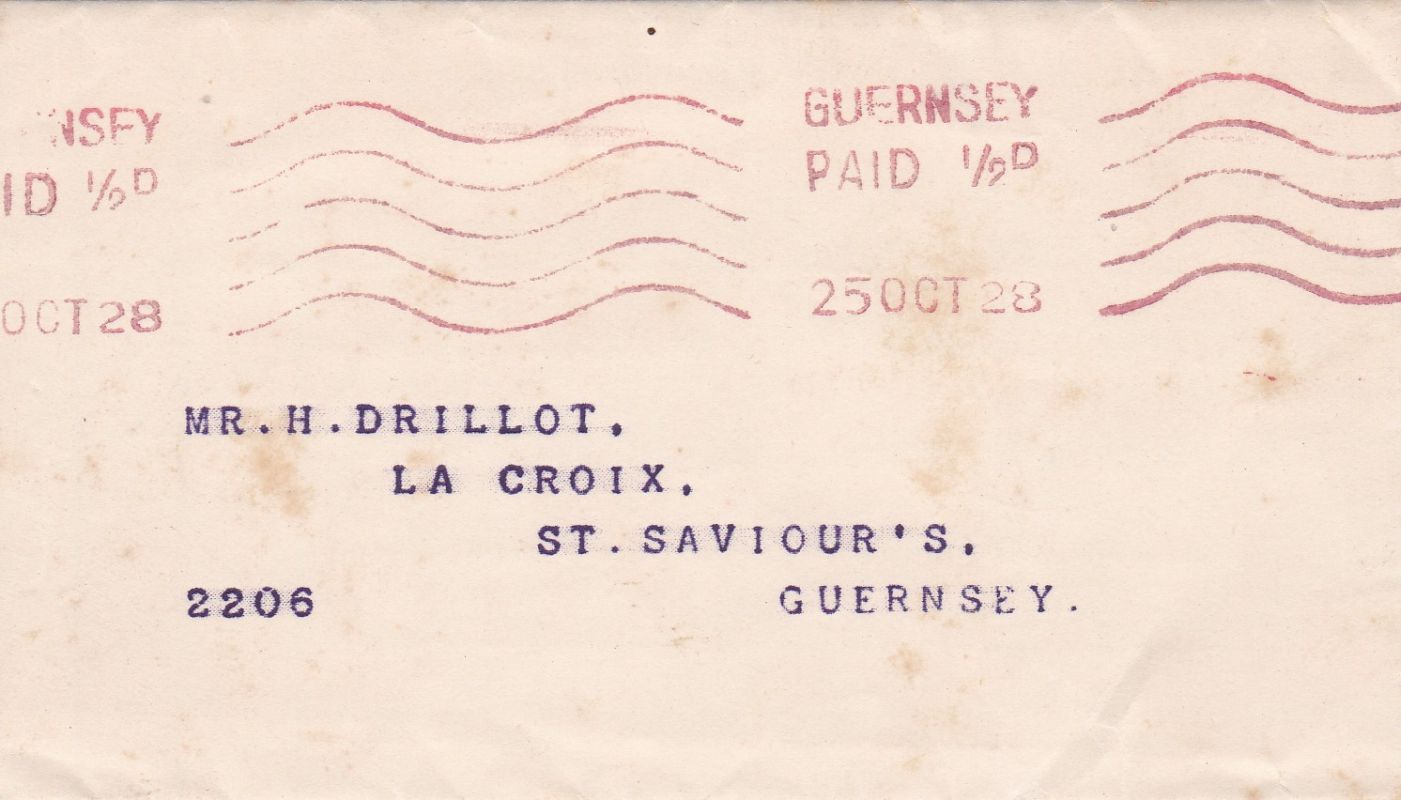 NSEY
ID ½D
OCT 28
GUERNSEY
PAID ½D
25 OCT 28
MR.H.DRILLOT,
LA CROIX,
ST.SAVIOUR'S,
2206 GUERNSEY.